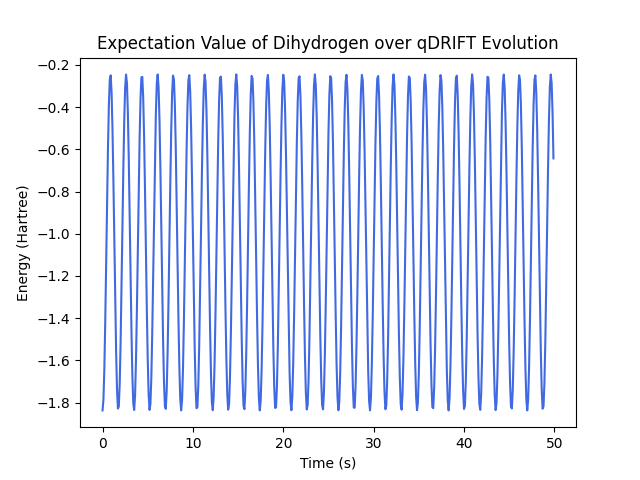 Expectation Value of Dihydrogen over qDRIFT Evolution
−0.2
−0.4
−0.6
−0.8
−1.0
−1.2
−1.4
−1.6
−1.8
Energy (Hartree)
0 10 20 30 40 50
Time (s)